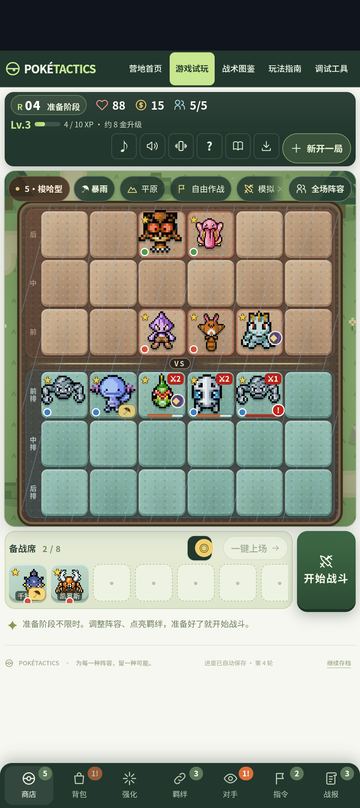 POKÉTACTICS 营地首页 游戏试玩 战术图鉴 玩法指南 调试工具
R 04 准备阶段 88 $ 15 5/5
Lv.3 4 / 10 XP · 约 8 金升级
? + 新开一局
5 · 梭哈型 暴雨 平原 自由作战 模拟 全场阵容
后
中
前
VS
前排 X2 X2 X1 !
中排
后排
备战席 2 / 8 一键上场 →
开始战斗
准备阶段不限时。调整阵容、点亮羁绊，准备好了就开始战斗。
POKÉTACTICS · 为每一种阵容，留一种可能。 进度已自动保存 · 第 4 轮 继续存档
5 1! 3 1! 2 3
商店 背包 强化 羁绊 对手 指令 战报